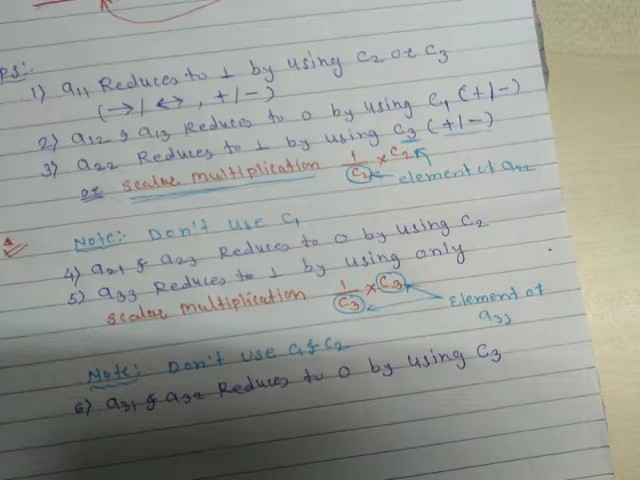 PS:-
1) a11 Reduces to 1 by using C2 or C3
(→/ ↔, +/-)
2) a12 & a13 Reduces to 0 by using C1 (+/-)
3) a22 Reduces to 1 by using C3 (+/-)
or scalar multiplication 1/C2 × C2 ← element of a22
Note:- Don't use C1
4) a21 & a23 Reduces to 0 by using C2
5) a33 Reduces to 1 by using only
scalar multiplication 1/C3 × C3 ← Element of a33
Note:- Don't use C1 & C2
6) a31 & a32 Reduces to 0 by using C3